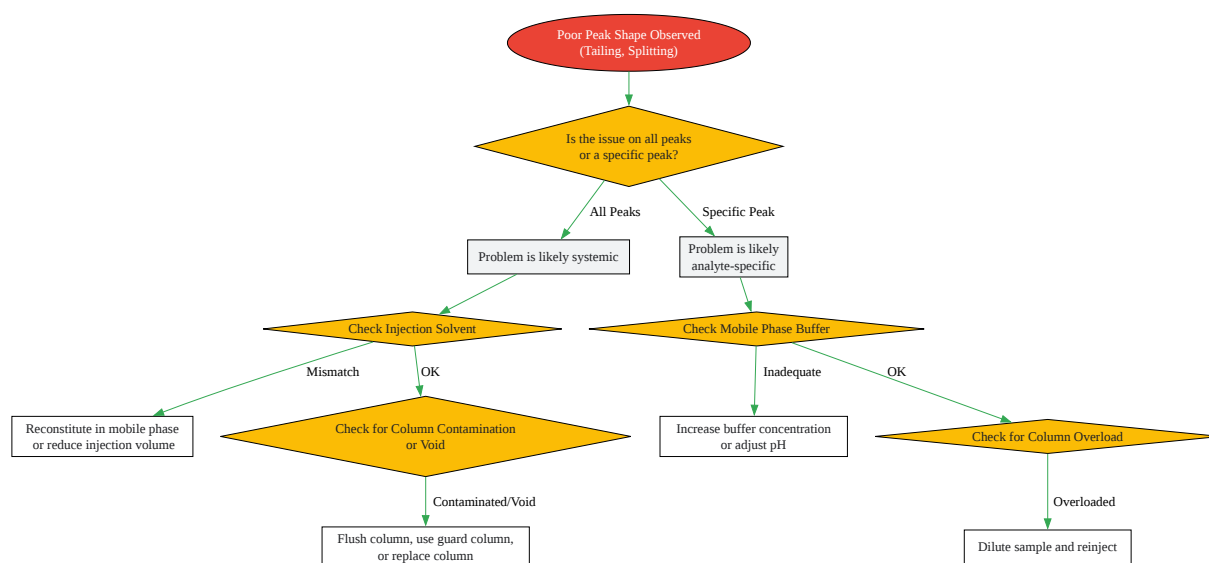 Poor Peak Shape Observed
(Tailing, Splitting)
Is the issue on all peaks
or a specific peak?
All Peaks
Specific Peak
Problem is likely systemic
Problem is likely
analyte-specific
Check Injection Solvent
Check Mobile Phase Buffer
Mismatch
OK
Inadequate
OK
Reconstitute in mobile phase
or reduce injection volume
Check for Column Contamination
or Void
Increase buffer concentration
or adjust pH
Check for Column Overload
Contaminated/Void
Overloaded
Flush column, use guard column,
or replace column
Dilute sample and reinject